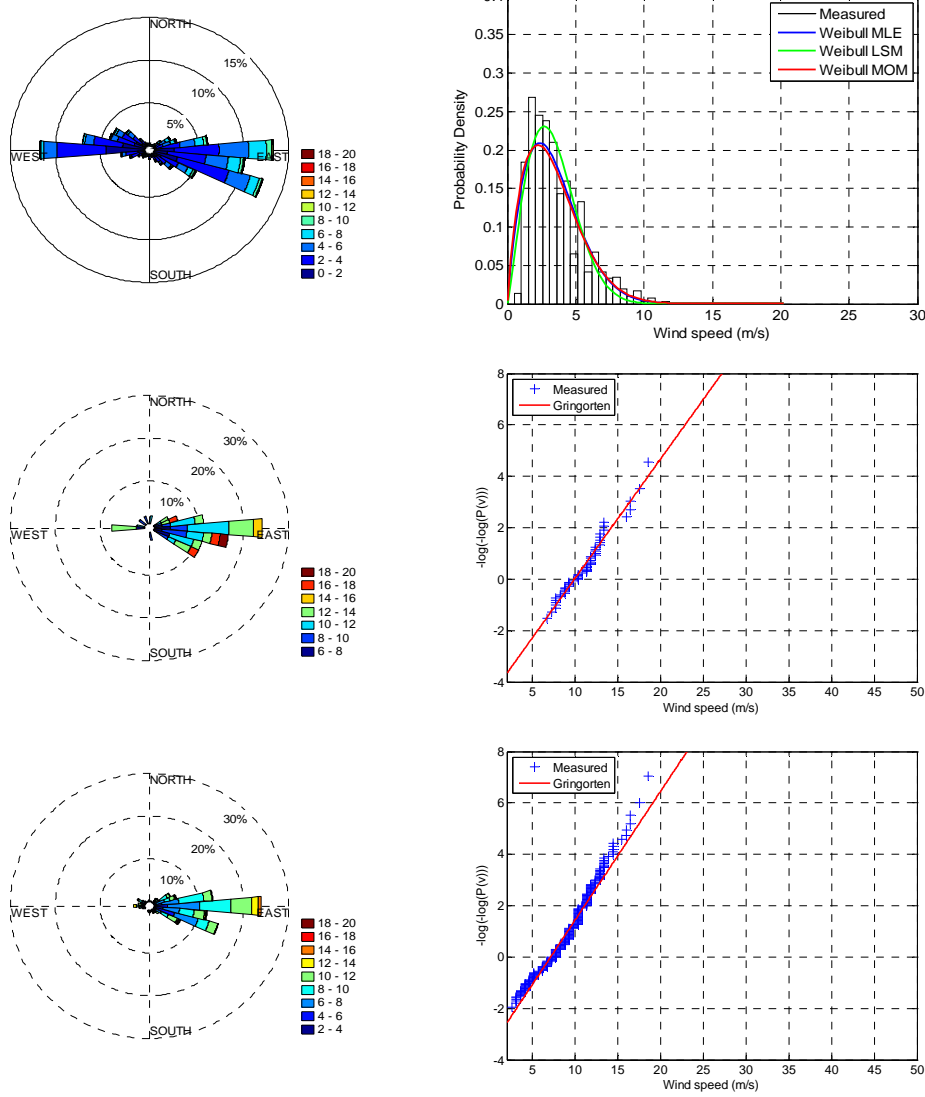 NORTH
15%
10%
5%
WEST
EAST
SOUTH
18 - 20
16 - 18
14 - 16
12 - 14
10 - 12
8 - 10
6 - 8
4 - 6
2 - 4
0 - 2
Measured
Weibull MLE
Weibull LSM
Weibull MOM
0.35
0.3
0.25
0.2
0.15
0.1
0.05
0
Probability Density
0 5 10 15 20 25 30
Wind speed (m/s)
NORTH
30%
20%
10%
WEST
EAST
SOUTH
18 - 20
16 - 18
14 - 16
12 - 14
10 - 12
8 - 10
6 - 8
Measured
Gringorten
8
6
4
2
0
-2
-4
-log(-log(P(v)))
5 10 15 20 25 30 35 40 45 50
Wind speed (m/s)
NORTH
30%
20%
10%
WEST
EAST
SOUTH
18 - 20
16 - 18
14 - 16
12 - 14
10 - 12
8 - 10
6 - 8
4 - 6
2 - 4
Measured
Gringorten
8
6
4
2
0
-2
-4
-log(-log(P(v)))
5 10 15 20 25 30 35 40 45 50
Wind speed (m/s)